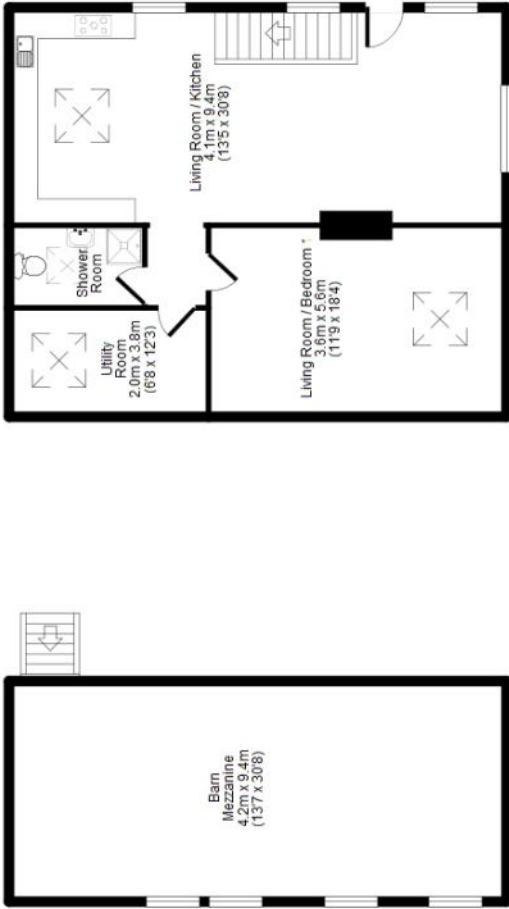 Living Room / Kitchen
4.1m x 9.4m
(13'5 x 30'8)
Shower
Room
Utility
Room
2.0m x 3.8m
(6'8 x 12'3)
Living Room / Bedroom
3.6m x 5.6m
(11'9 x 18'4)
Barn
Mezzanine
4.2m x 9.4m
(13'7 x 30'8)